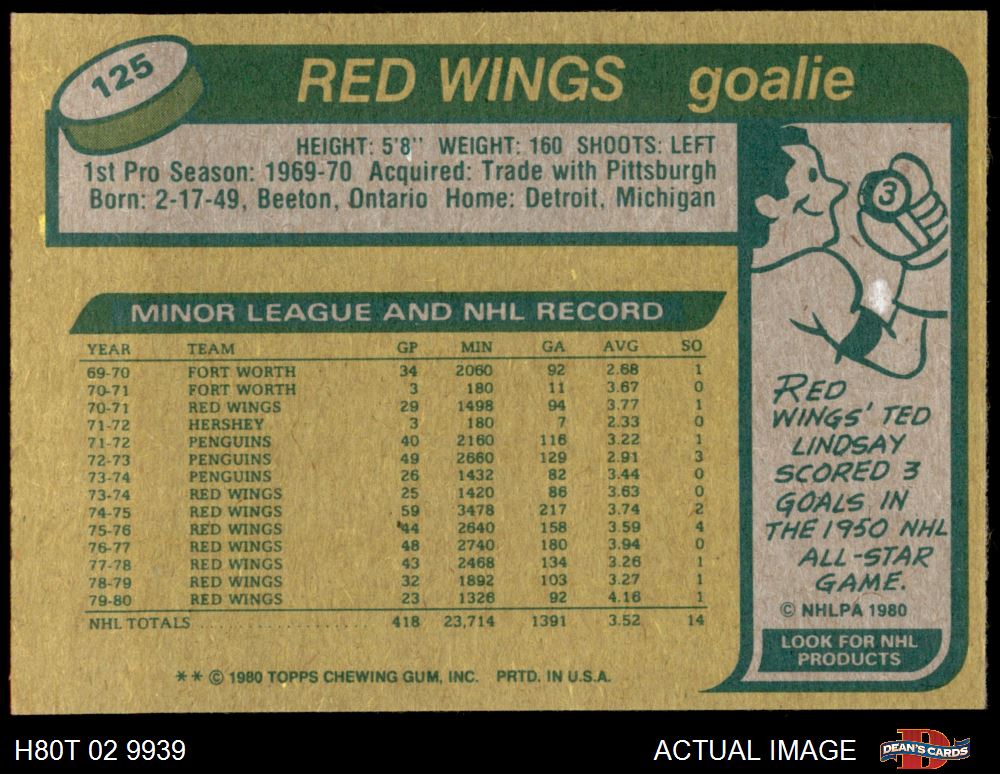 125
RED WINGS goalie
HEIGHT: 5'8" WEIGHT: 160 SHOOTS: LEFT
1st Pro Season: 1969-70 Acquired: Trade with Pittsburgh
Born: 2-17-49, Beeton, Ontario Home: Detroit, Michigan
3
MINOR LEAGUE AND NHL RECORD
YEAR TEAM GP MIN GA AVG SO
69-70 FORT WORTH 34 2060 92 2.68 1
70-71 FORT WORTH 3 180 11 3.67 0
70-71 RED WINGS 29 1498 94 3.77 1
71-72 HERSHEY 3 180 7 2.33 0
71-72 PENGUINS 40 2160 116 3.22 1
72-73 PENGUINS 49 2660 129 2.91 3
73-74 PENGUINS 26 1432 82 3.44 0
73-74 RED WINGS 25 1420 86 3.63 0
74-75 RED WINGS 59 3478 217 3.74 2
75-76 RED WINGS 44 2640 158 3.59 4
76-77 RED WINGS 48 2740 180 3.94 0
77-78 RED WINGS 43 2468 134 3.26 1
78-79 RED WINGS 32 1892 103 3.27 1
79-80 RED WINGS 23 1326 92 4.16 1
NHL TOTALS 418 23,714 1391 3.52 14
** © 1980 TOPPS CHEWING GUM, INC. PRTD. IN U.S.A.
RED
WINGS' TED
LINDSAY
SCORED 3
GOALS IN
THE 1950 NHL
ALL-STAR
GAME.
© NHLPA 1980
LOOK FOR NHL
PRODUCTS
H80T 02 9939 ACTUAL IMAGE
DEAN'S CARDS